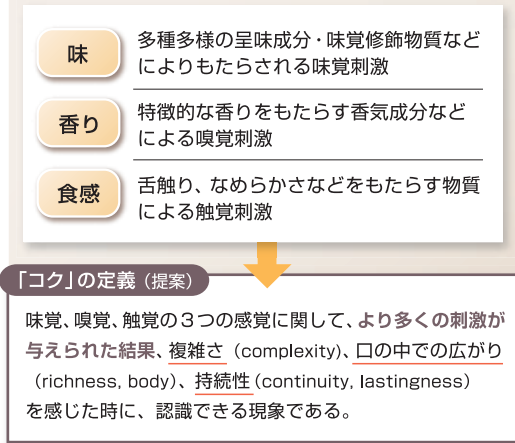 味
多種多様の呈味成分・味覚修飾物質など
によりもたらされる味覚刺激
香り
特徴的な香りをもたらす香気成分など
による嗅覚刺激
食感
舌触り、なめらかさなどをもたらす物質
による触覚刺激
「コク」の定義（提案）
味覚、嗅覚、触覚の3つの感覚に関して、より多くの刺激が
与えられた結果、複雑さ（complexity)、口の中での広がり
（richness, body)、持続性（continuity, lastingness）
を感じた時に、認識できる現象である。